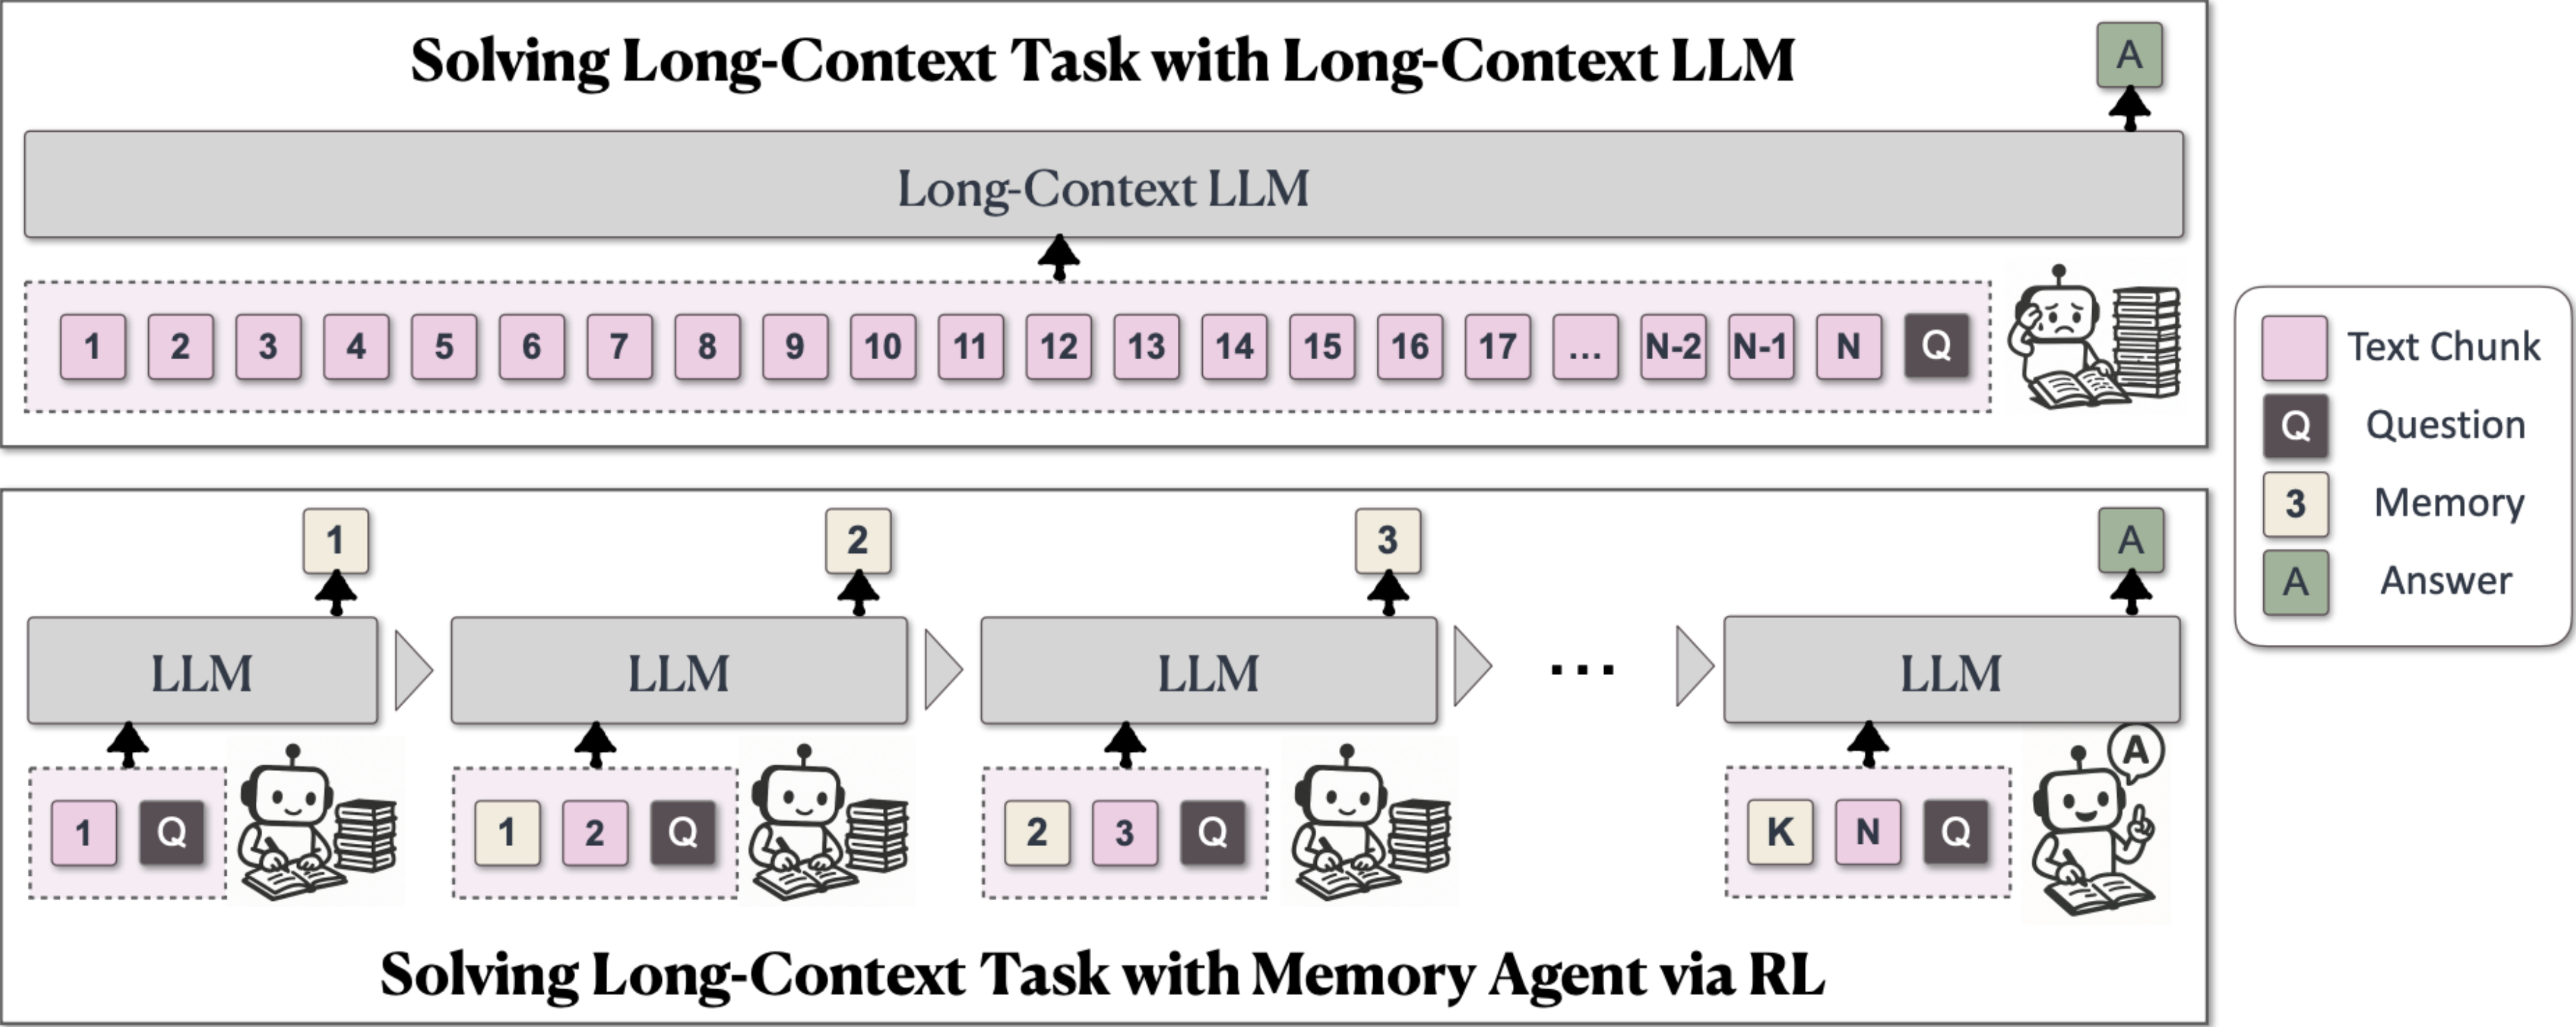 Solving Long-Context Task with Long-Context LLM
A
Long-Context LLM
1 2 3 4 5 6 7 8 9 10 11 12 13 14 15 16 17 ... N-2 N-1 N Q
Text Chunk
Q Question
3 Memory
A Answer
1 2 3 A
LLM LLM LLM ... LLM
A
1 Q 1 2 Q 2 3 Q K N Q
Solving Long-Context Task with Memory Agent via RL